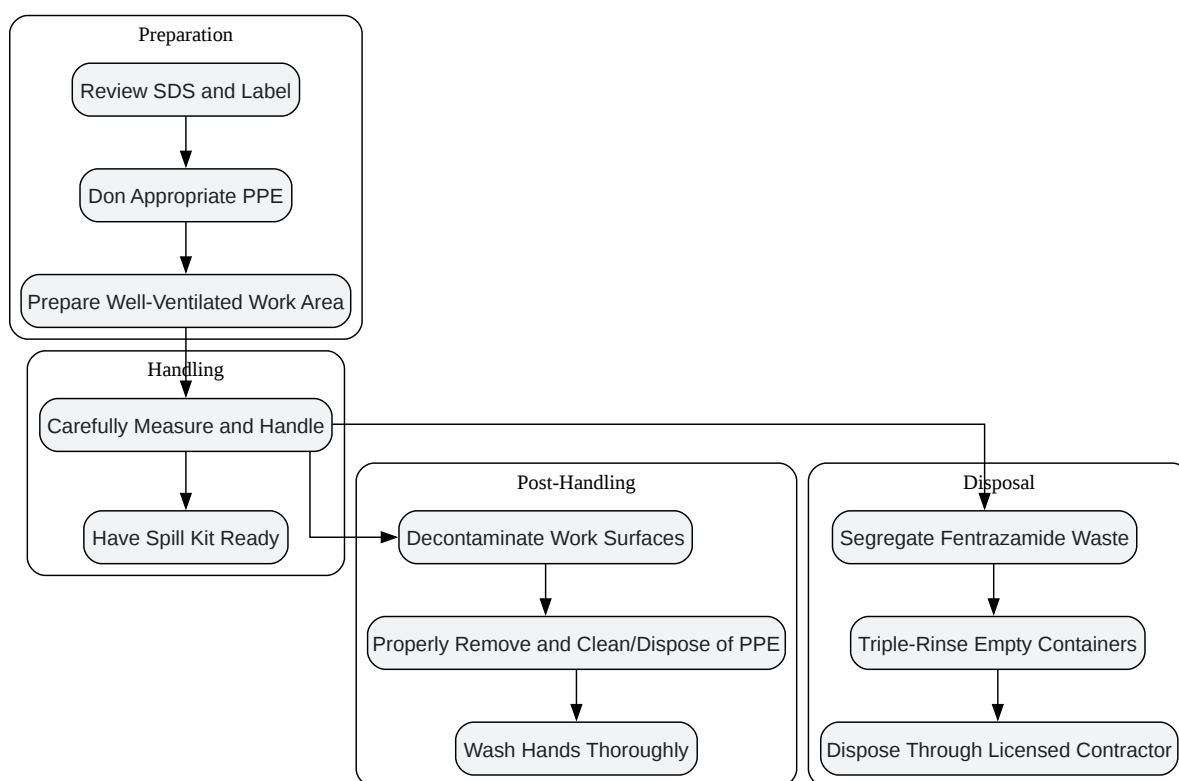 Preparation
Review SDS and Label
Don Appropriate PPE
Prepare Well-Ventilated Work Area
Handling
Carefully Measure and Handle
Have Spill Kit Ready
Post-Handling
Decontaminate Work Surfaces
Properly Remove and Clean/Dispose of PPE
Wash Hands Thoroughly
Disposal
Segregate Fentrazamide Waste
Triple-Rinse Empty Containers
Dispose Through Licensed Contractor